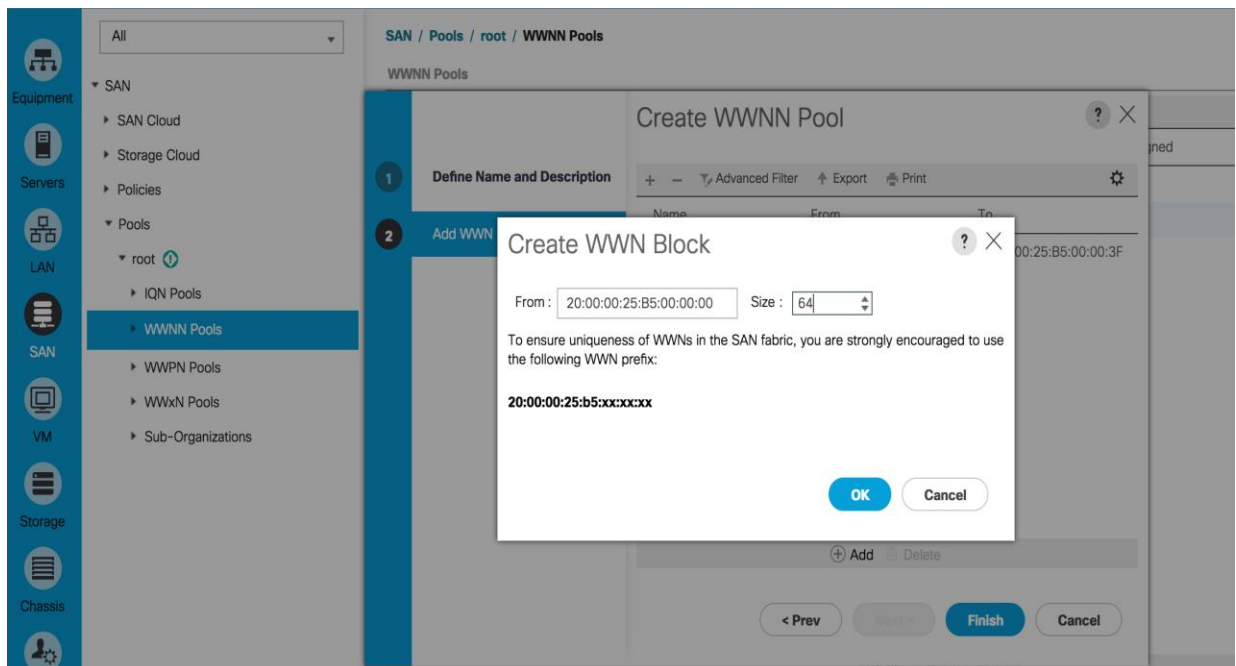 All
SAN / Pools / root / WWNN Pools
WWNN Pools
Equipment
Servers
LAN
SAN
VM
Storage
Chassis
SAN
SAN Cloud
Storage Cloud
Policies
Pools
root
IQN Pools
WWNN Pools
WWPN Pools
WWxN Pools
Sub-Organizations
Create WWNN Pool ?
1 Define Name and Description
2 Add WWN
+ − Advanced Filter Export Print
Name From To
00:25:B5:00:00:3F
Create WWN Block ?
From : 20:00:00:25:B5:00:00:00 Size : 64
To ensure uniqueness of WWNs in the SAN fabric, you are strongly encouraged to use
the following WWN prefix:
20:00:00:25:b5:xx:xx:xx
OK Cancel
Add Delete
< Prev Next > Finish Cancel